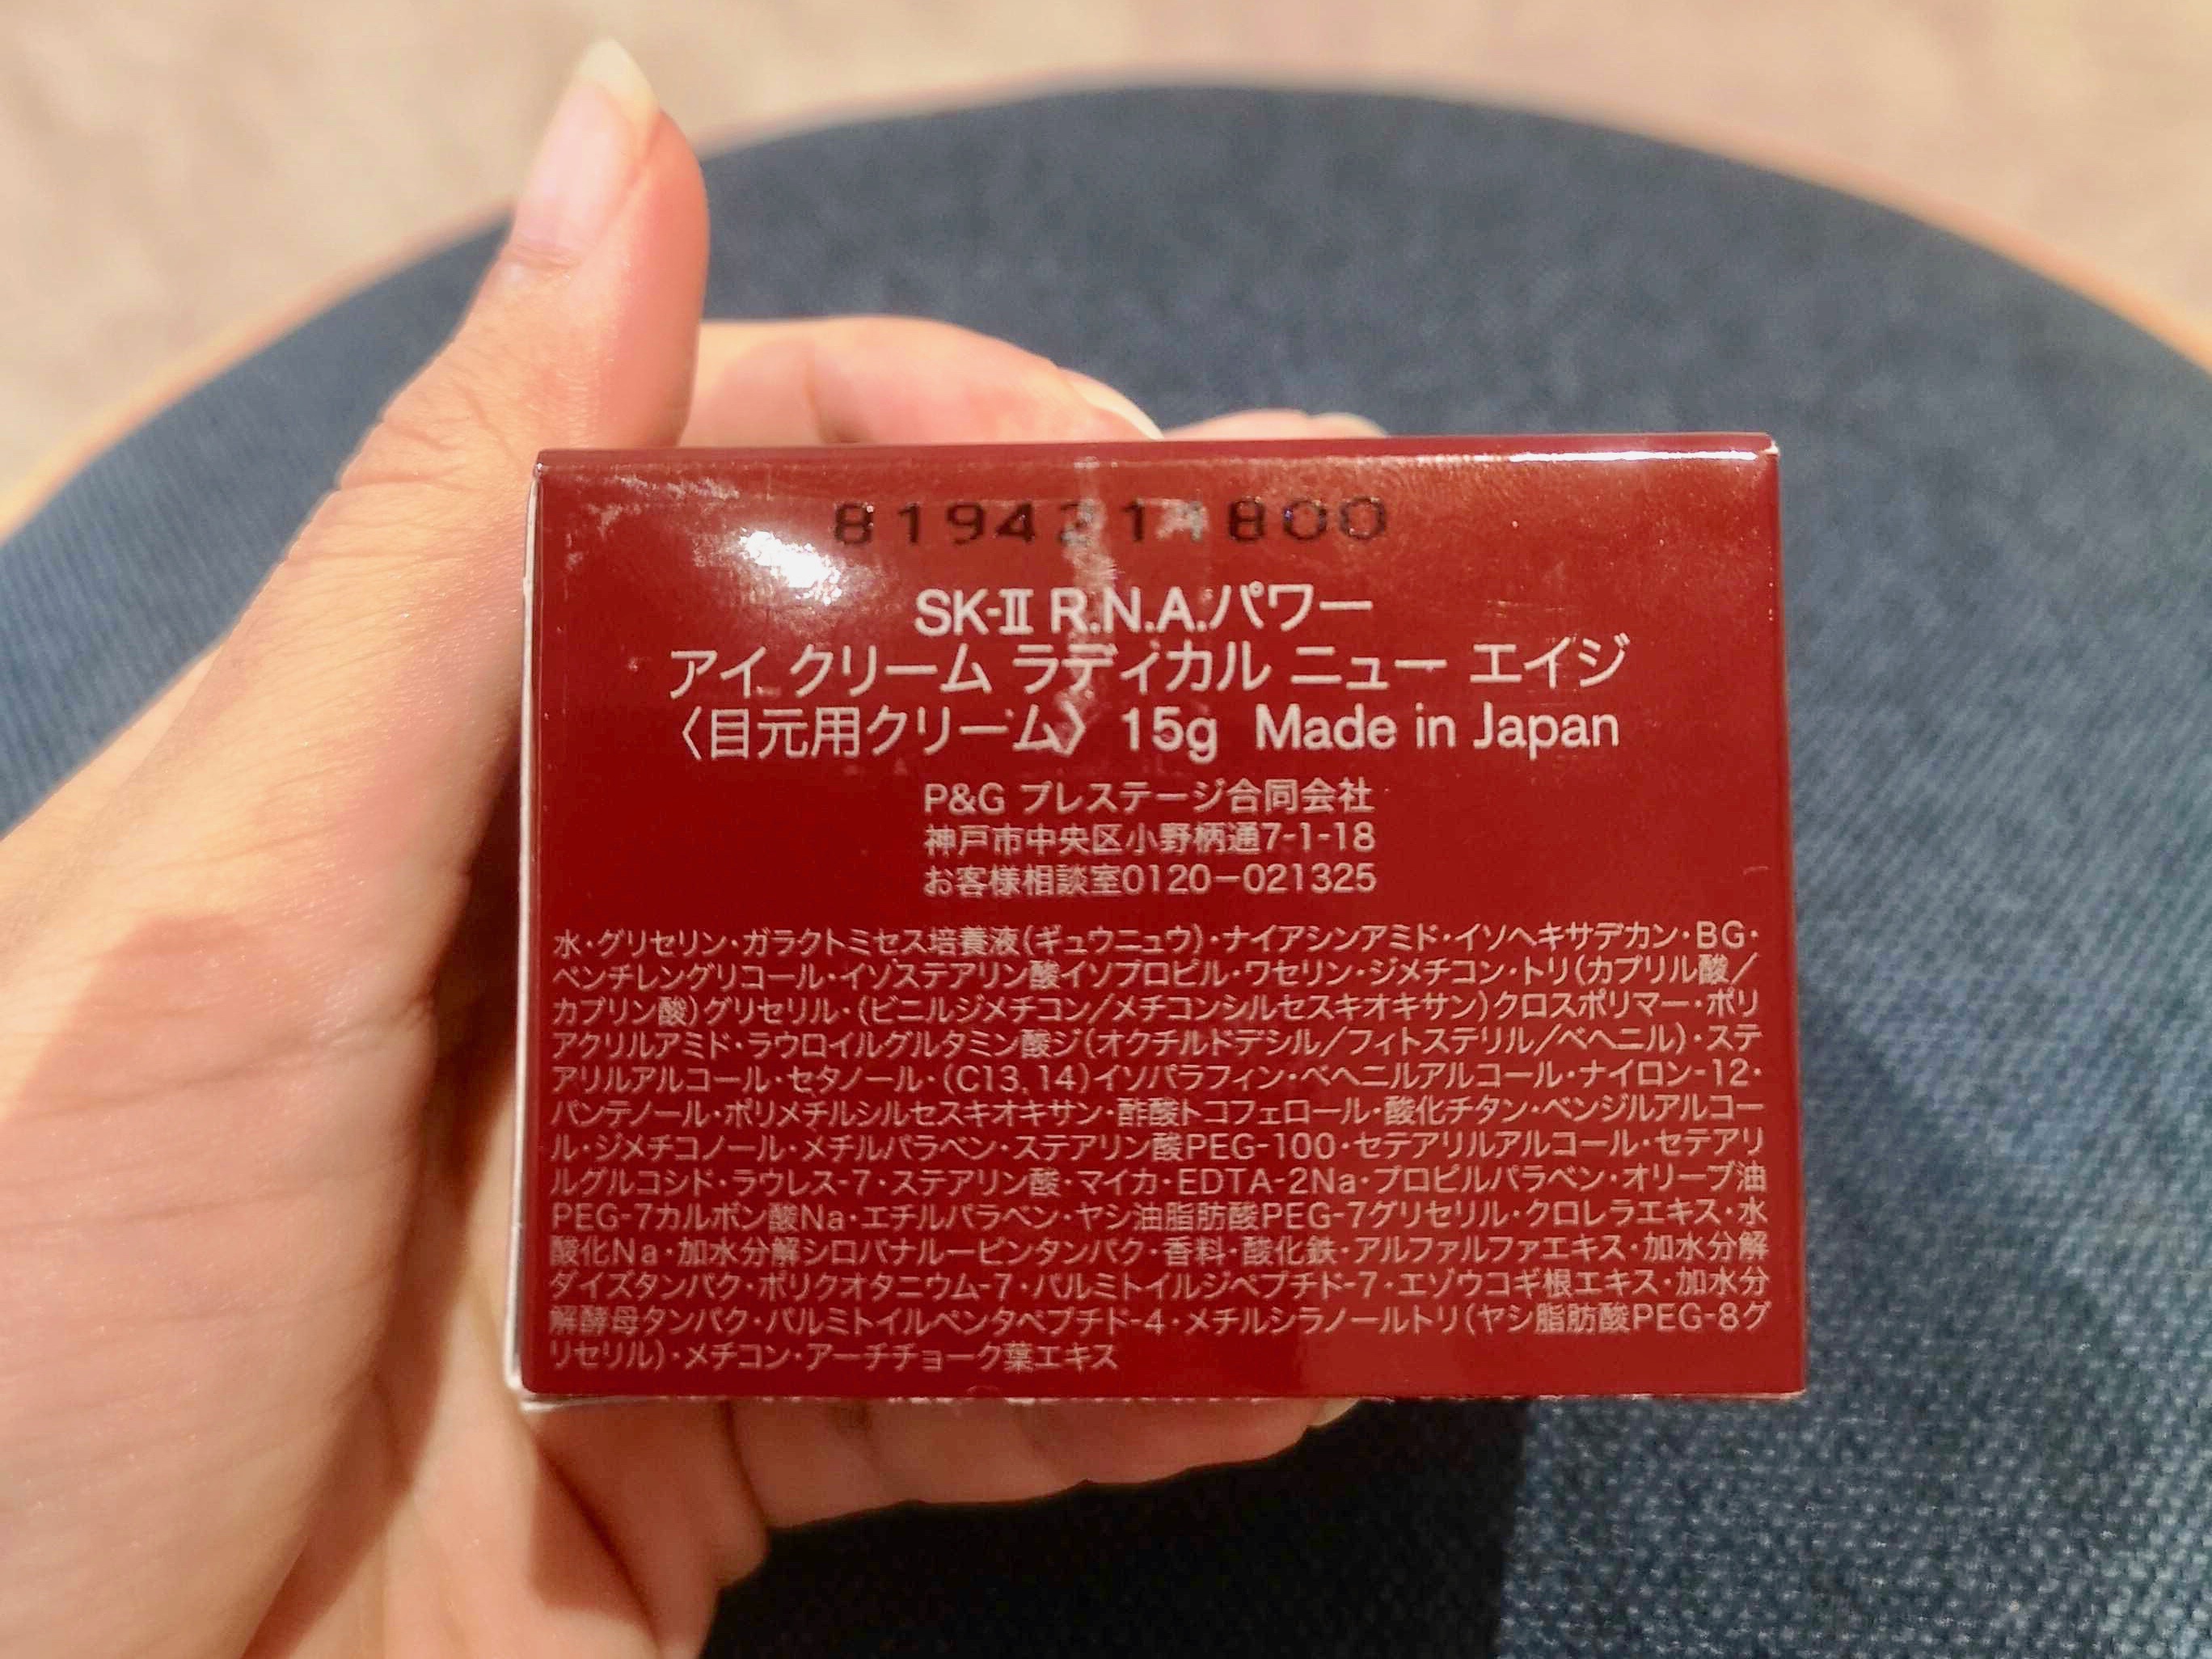 8194211800
SK-II R.N.A.パワー
アイ クリーム ラディカル ニュー エイジ
〈目元用クリーム〉 15g Made in Japan
P&G プレステージ合同会社
神戸市中央区小野柄通7-1-18
お客様相談室0120－021325
水・グリセリン・ガラクトミセス培養液(ギュウニュウ)・ナイアシンアミド・イソヘキサデカン・BG・
ペンチレングリコール・イソステアリン酸イソプロピル・ワセリン・ジメチコン・トリ(カプリル酸／
カプリン酸)グリセリル・(ビニルジメチコン/メチコンシルセスキオキサン)クロスポリマー・ポリ
アクリルアミド・ラウロイルグルタミン酸ジ(オクチルドデシル／フィトステリル／ベヘニル)・ステ
アリルアルコール・セタノール・(C13, 14)イソパラフィン・ベヘニルアルコール・ナイロン-12・
パンテノール・ポリメチルシルセスキオキサン・酢酸トコフェロール・酸化チタン・ベンジルアルコー
ル・ジメチコノール・メチルパラベン・ステアリン酸PEG-100・セテアリルアルコール・セテアリ
ルグルコシド・ラウレス-7・ステアリン酸・マイカ・EDTA-2Na・プロピルパラベン・オリーブ油
PEG-7カルボン酸Na・エチルパラベン・ヤシ油脂肪酸PEG-7グリセリル・クロレラエキス・水
酸化Na・加水分解シロバナルーピンタンパク・香料・酸化鉄・アルファルファエキス・加水分解
ダイズタンパク・ポリクオタニウム-7・パルミトイルジペプチド-7・エゾウコギ根エキス・加水分
解酵母タンパク・パルミトイルペンタペプチド-4・メチルシラノールトリ(ヤシ脂肪酸PEG-8グ
リセリル)・メチコン・アーチチョーク葉エキス